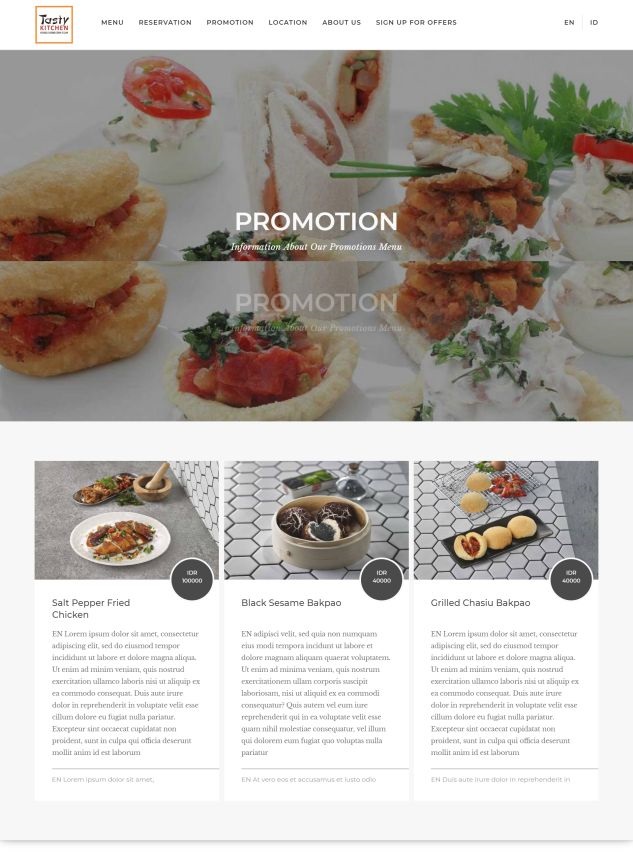 Tasty
KITCHEN
MENU RESERVATION PROMOTION LOCATION ABOUT US SIGN UP FOR OFFERS EN ID
PROMOTION
Information About Our Promotions Menu
PROMOTION
Information About Our Promotions Menu
IDR
100000
Salt Pepper Fried
Chicken
EN Lorem ipsum dolor sit amet, consectetur
adipiscing elit, sed do eiusmod tempor
incididunt ut labore et dolore magna aliqua.
Ut enim ad minim veniam, quis nostrud
exercitation ullamco laboris nisi ut aliquip ex
ea commodo consequat. Duis aute irure
dolor in reprehenderit in voluptate velit esse
cillum dolore eu fugiat nulla pariatur.
Excepteur sint occaecat cupidatat non
proident, sunt in culpa qui officia deserunt
mollit anim id est laborum
EN Lorem ipsum dolor sit amet,
IDR
40000
Black Sesame Bakpao
EN adipisci velit, sed quia non numquam
eius modi tempora incidunt ut labore et
dolore magnam aliquam quaerat voluptatem.
Ut enim ad minima veniam, quis nostrum
exercitationem ullam corporis suscipit
laboriosam, nisi ut aliquid ex ea commodi
consequatur? Quis autem vel eum iure
reprehenderit qui in ea voluptate velit esse
quam nihil molestiae consequatur, vel illum
qui dolorem eum fugiat quo voluptas nulla
pariatur
EN At vero eos et accusamus et iusto odio
IDR
40000
Grilled Chasiu Bakpao
EN Lorem ipsum dolor sit amet, consectetur
adipiscing elit, sed do eiusmod tempor
incididunt ut labore et dolore magna aliqua.
Ut enim ad minim veniam, quis nostrud
exercitation ullamco laboris nisi ut aliquip ex
ea commodo consequat. Duis aute irure
dolor in reprehenderit in voluptate velit esse
cillum dolore eu fugiat nulla pariatur.
Excepteur sint occaecat cupidatat non
proident, sunt in culpa qui officia deserunt
mollit anim id est laborum
EN Duis aute irure dolor in reprehenderit in